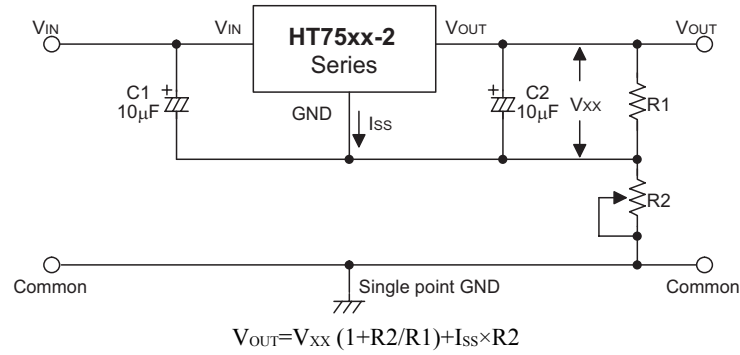 VIN VIN HT75xx-2 VOUT VOUT
Series
C1
10μF
GND ISS
C2
10μF
VXX
R1
R2
Common Single point GND Common
VOUT=VXX (1+R2/R1)+ISS×R2